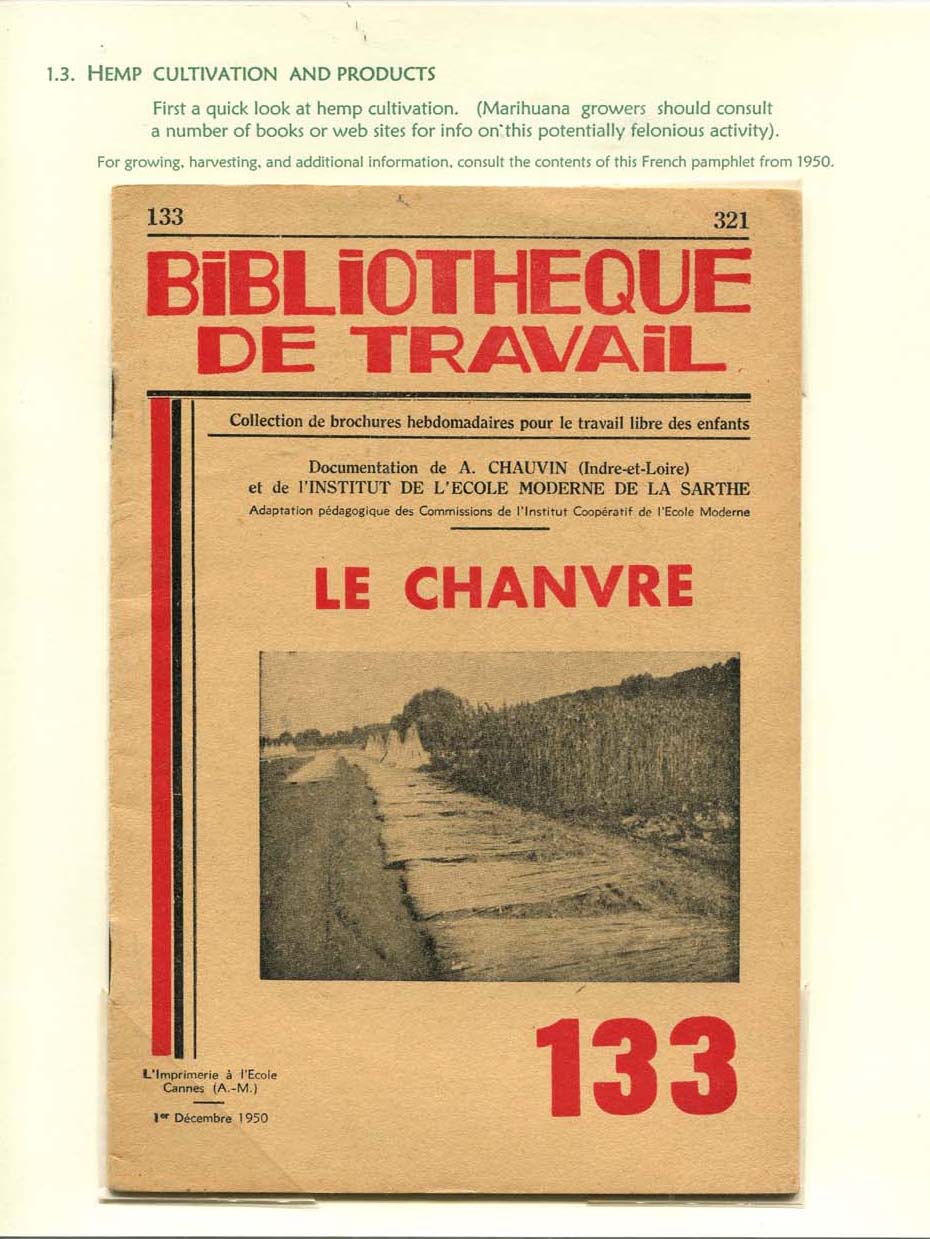 1.3. HEMP CULTIVATION AND PRODUCTS
First a quick look at hemp cultivation. (Marihuana growers should consult
a number of books or web sites for info on this potentially felonious activity).
For growing, harvesting, and additional information, consult the contents of this French pamphlet from 1950.
133 321
BiBLiOTHEQUE
DE TRAVAiL
Collection de brochures hebdomadaires pour le travail libre des enfants
Documentation de A. CHAUVIN (Indre-et-Loire)
et de l'INSTITUT DE L'ECOLE MODERNE DE LA SARTHE
Adaptation pédagogique des Commissions de l'Institut Coopératif de l'Ecole Moderne
LE CHANVRE
133
L'Imprimerie à l'Ecole
Cannes (A.-M.)
1er Décembre 1950